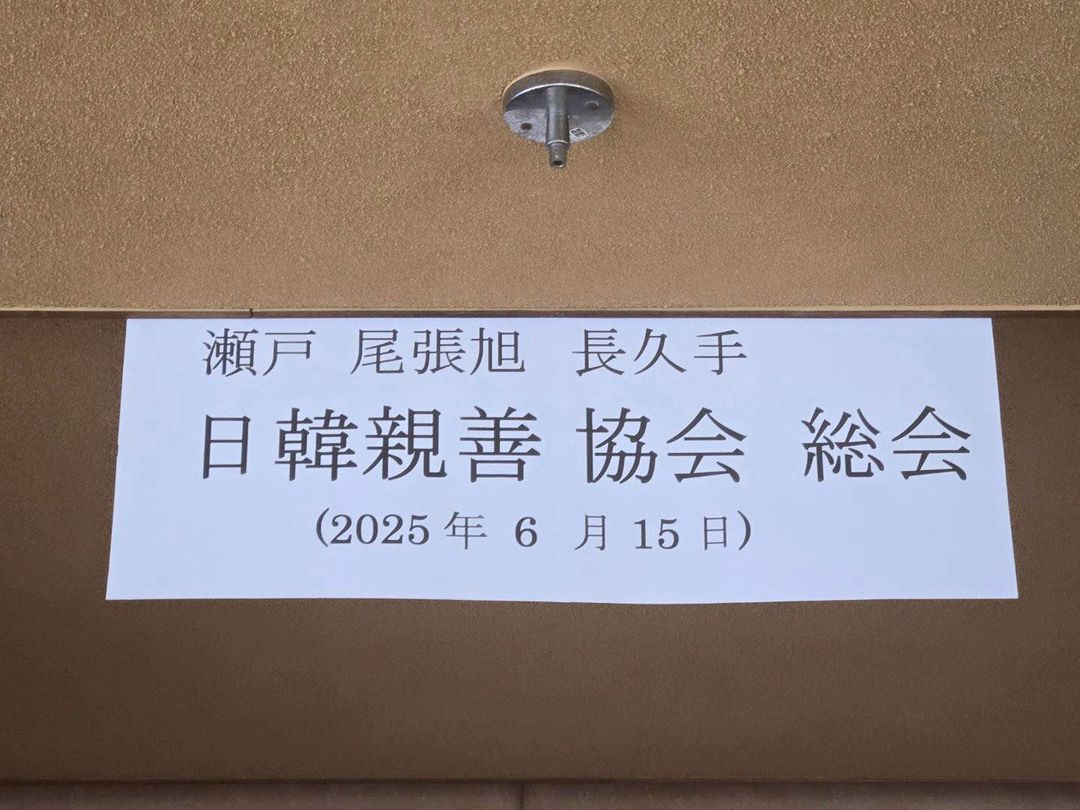 瀬戸 尾張旭 長久手
日韓親善 協会 総会
(2025年 6 月 15日)